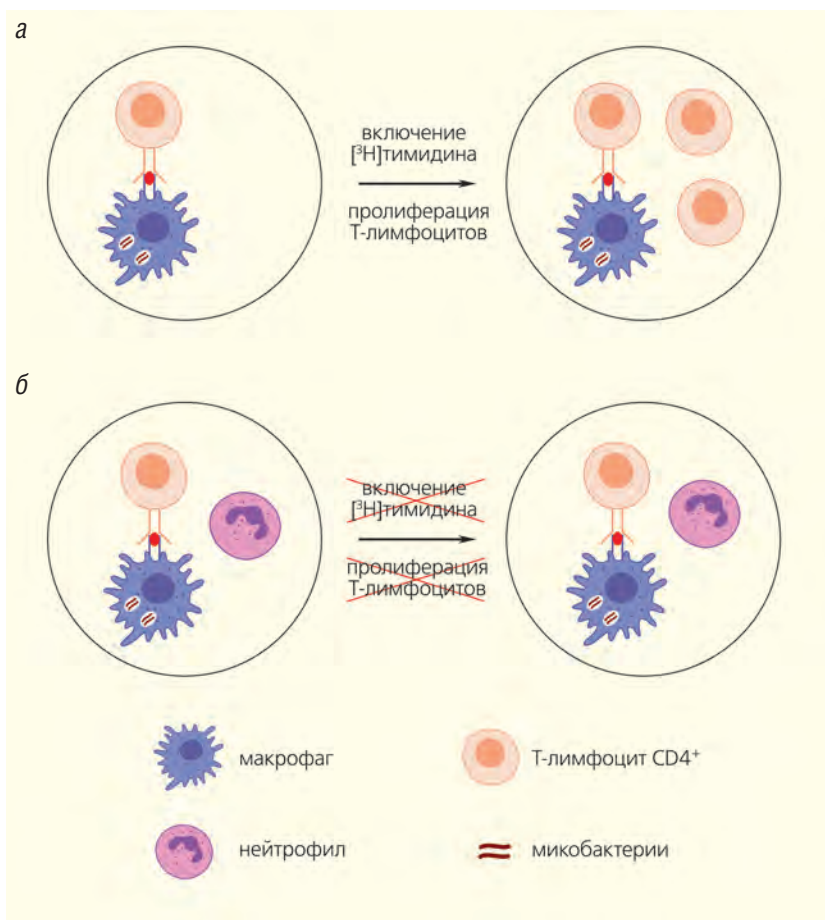 а
включение
[³H]тимидина
пролиферация
Т-лимфоцитов
б
включение
[³H]тимидина
пролиферация
Т-лимфоцитов
макрофаг
Т-лимфоцит CD4⁺
нейтрофил
микобактерии